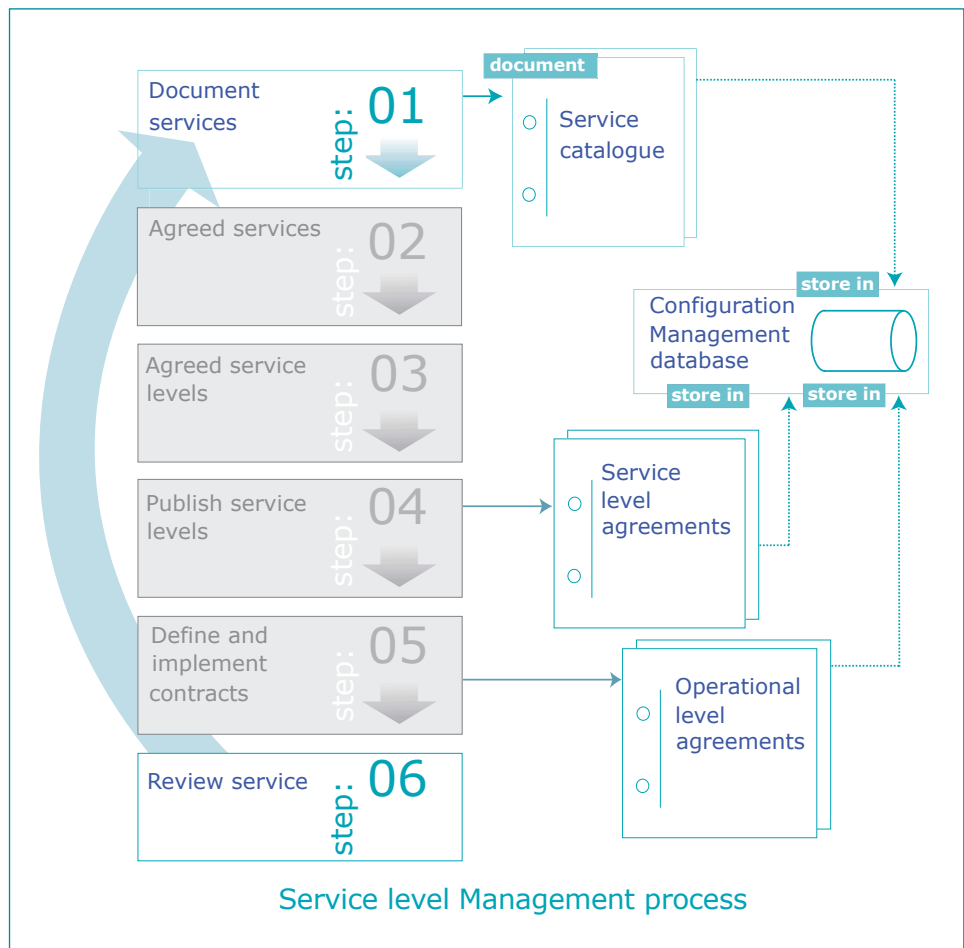 document
Document
services
step:
01
Service
catalogue
Agreed services
step:
02
store in
Configuration
Management
database
store in
store in
Agreed service
levels
step:
03
Publish service
levels
step:
04
Service
level
agreements
Define and
implement
contracts
step:
05
Operational
level
agreements
Review service
step:
06
Service level Management process